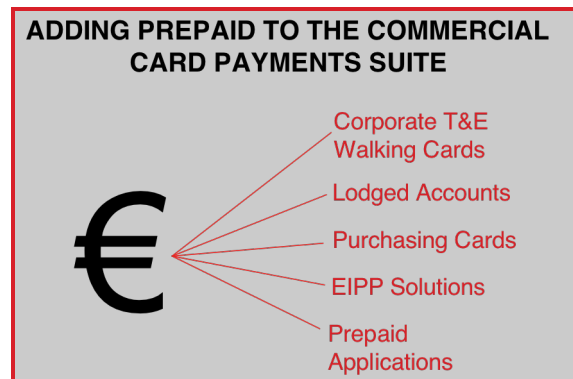 ADDING PREPAID TO THE COMMERCIAL
CARD PAYMENTS SUITE
Corporate T&E
Walking Cards
Lodged Accounts
€
Purchasing Cards
EIPP Solutions
Prepaid
Applications